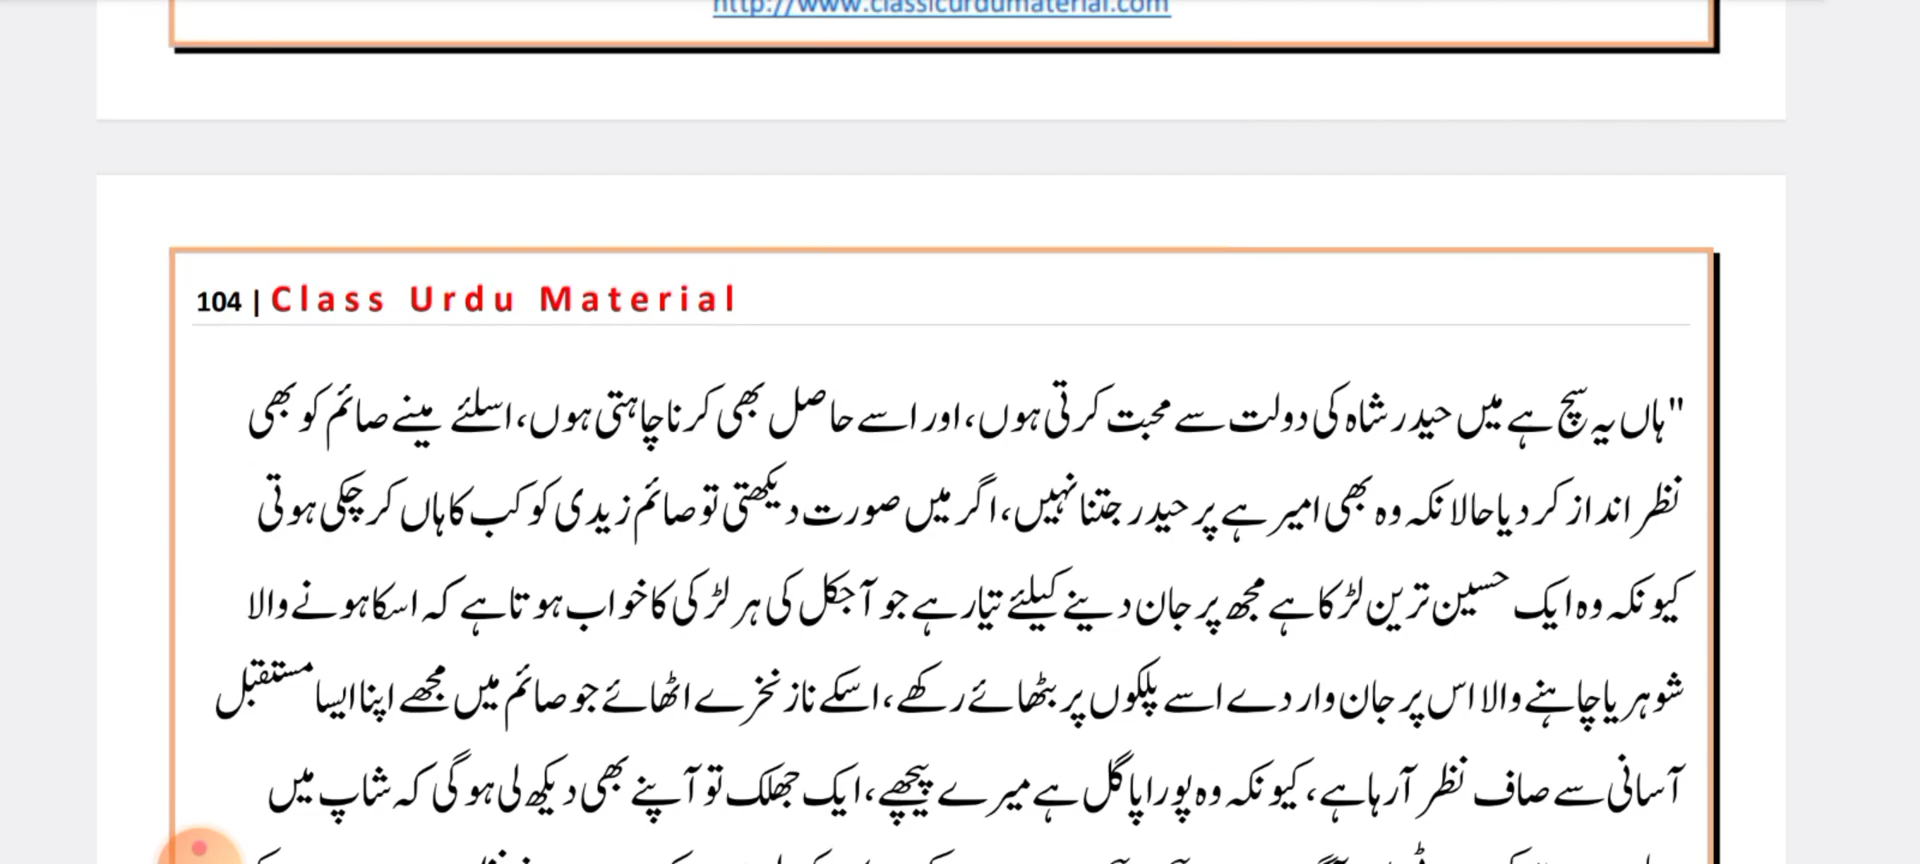 http://www.classicurdumaterial.com
104 | Class Urdu Material
"ہاں یہ سچ ہے میں حیدر شاہ کی دولت سے محبت کرتی ہوں، اور اسے حاصل بھی کرنا چاہتی ہوں، اسلئے مینے صائم کو بھی
نظر انداز کر دیا حالانکہ وہ بھی امیر ہے پر حیدر جتنا نہیں، اگر میں صورت دیکھتی تو صائم زیدی کو کب کا ہاں کر چکی ہوتی
کیونکہ وہ ایک حسین ترین لڑکا ہے مجھ پر جان دینے کیلئے تیار ہے جو آجکل کی ہر لڑکی کا خواب ہوتا ہے کہ اسکا ہونے والا
شوہر یا چاہنے والا اس پر جان وار دے اسے پلکوں پر بٹھائے رکھے، اسکے ناز نخرے اٹھائے جو صائم میں مجھے اپنا ایسا مستقبل
آسانی سے صاف نظر آرہا ہے، کیونکہ وہ پورا پاگل ہے میرے پیچھے، ایک جھلک تو آپنے بھی دیکھ لی ہوگی کہ شاپ میں